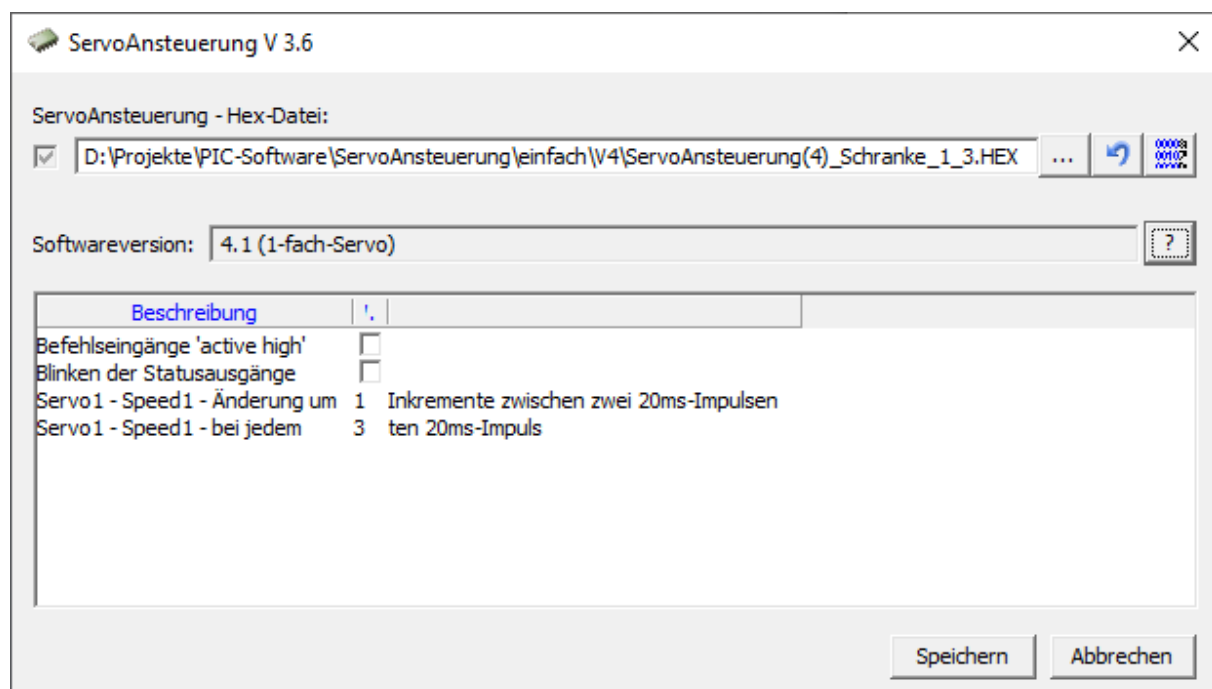 ServoAnsteuerung V 3.6
ServoAnsteuerung - Hex-Datei:
D:\Projekte\PIC-Software\ServoAnsteuerung\einfach\V4\ServoAnsteuerung(4)_Schranke_1_3.HEX ...
Softwareversion: 4.1 (1-fach-Servo) ?
Beschreibung
Befehlseingänge 'active high'
Blinken der Statusausgänge
Servo1 - Speed1 - Änderung um 1 Inkremente zwischen zwei 20ms-Impulsen
Servo1 - Speed1 - bei jedem 3 ten 20ms-Impuls
Speichern Abbrechen